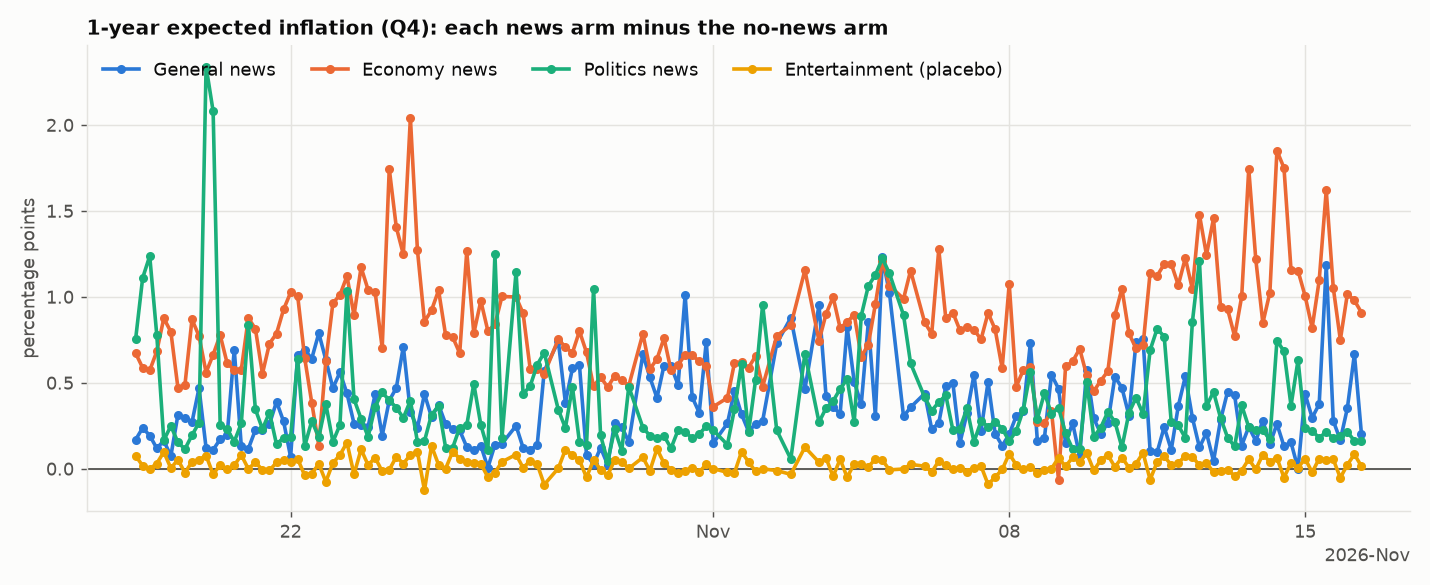 1-year expected inflation (Q4): each news arm minus the no-news arm
General news
Economy news
Politics news
Entertainment (placebo)
percentage points
2.0
1.5
1.0
0.5
0.0
22
Nov
08
15
2026-Nov